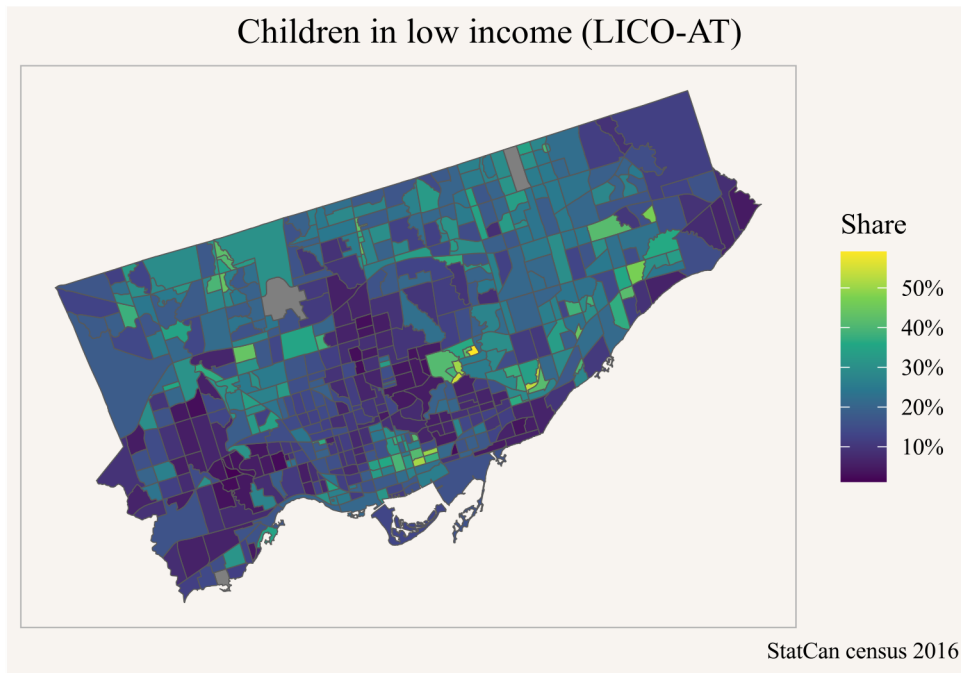 Children in low income (LICO-AT)
Share
50%
40%
30%
20%
10%
StatCan census 2016